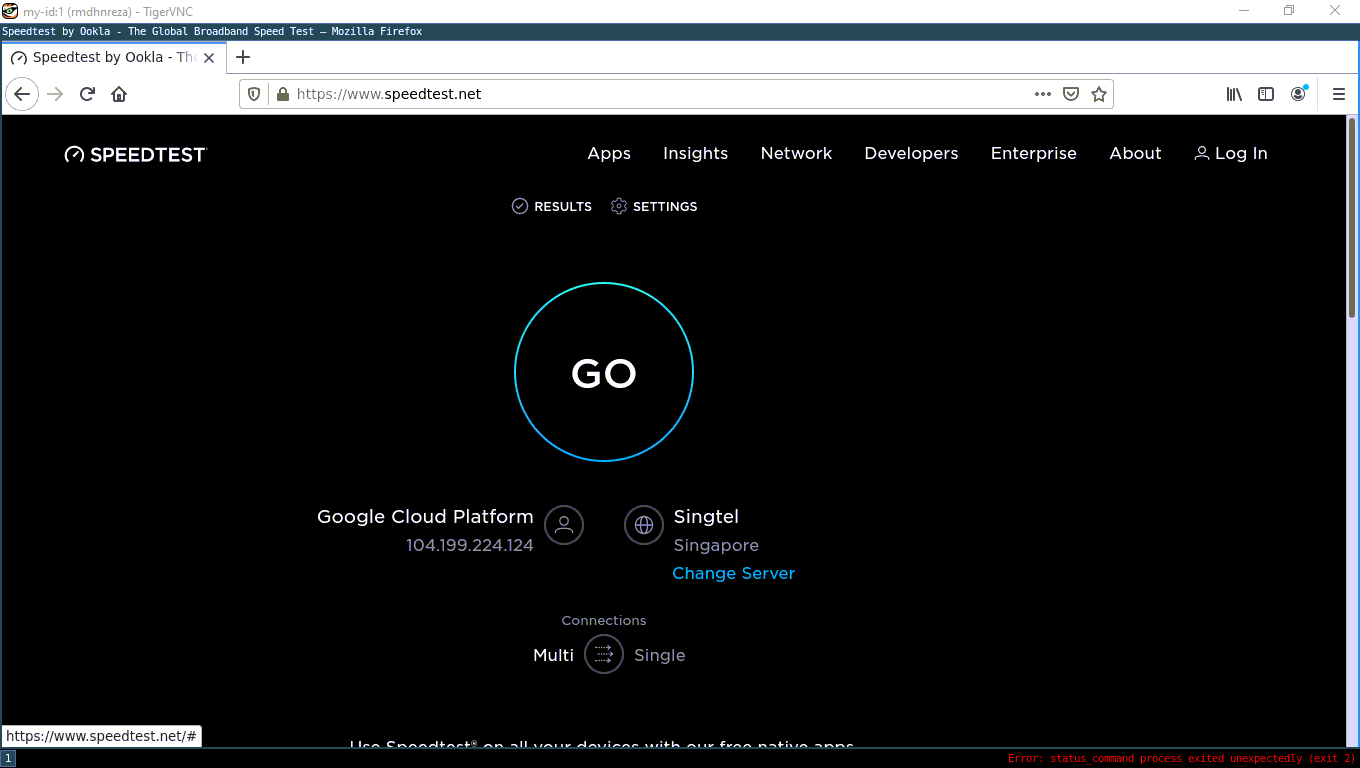 my-id:1 (rmdhnreza) - TigerVNC
Speedtest by Ookla - The Global Broadband Speed Test — Mozilla Firefox
Speedtest by Ookla - The
https://www.speedtest.net
SPEEDTEST
Apps Insights Network Developers Enterprise About Log In
RESULTS SETTINGS
GO
Google Cloud Platform Singtel
104.199.224.124 Singapore
Change Server
Connections
Multi Single
Use Speedtest® on all your devices with our free native apps
https://www.speedtest.net/#
1 Error: status_command process exited unexpectedly (exit 2)